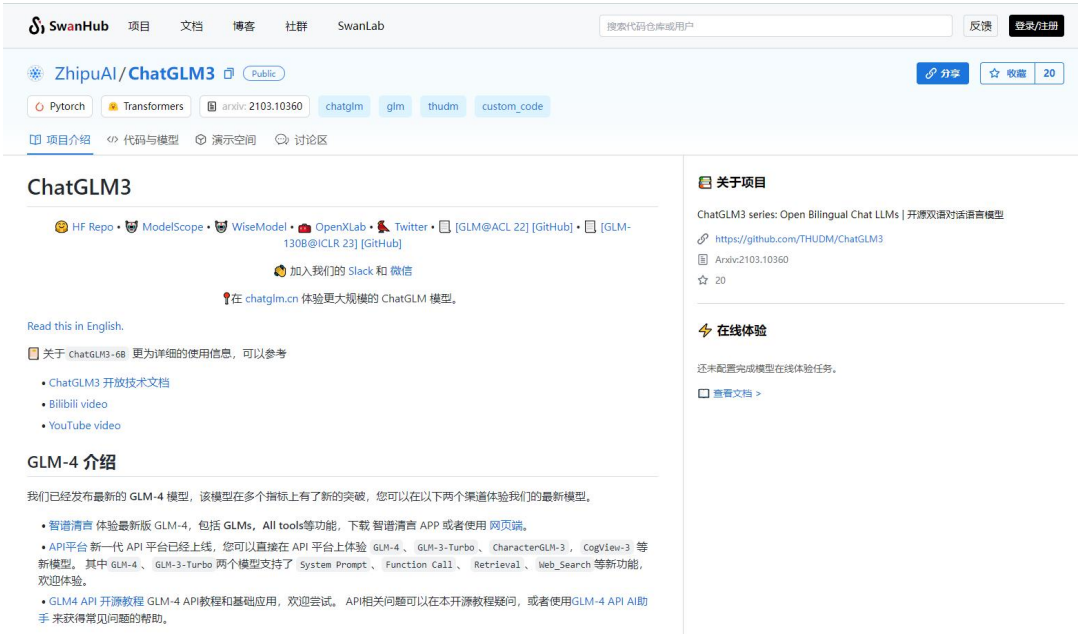 SwanHub 项目 文档 博客 社群 SwanLab 搜索代码仓库或用户 反馈 登录/注册
ZhipuAI/ChatGLM3 Public 分享 收藏 20
Pytorch Transformers arxiv: 2103.10360 chatglm glm thudm custom_code
项目介绍 代码与模型 演示空间 讨论区
ChatGLM3
HF Repo • ModelScope • WiseModel • OpenXLab • Twitter • [GLM@ACL 22] [GitHub] • [GLM-
130B@ICLR 23] [GitHub]
加入我们的 Slack 和 微信
在 chatglm.cn 体验更大规模的 ChatGLM 模型。
Read this in English.
关于 ChatGLM3-6B 更为详细的使用信息，可以参考
• ChatGLM3 开放技术文档
• Bilibili video
• YouTube video
GLM-4 介绍
我们已经发布最新的 GLM-4 模型，该模型在多个指标上有了新的突破，您可以在以下两个渠道体验我们的最新模型。
• 智谱清言 体验最新版 GLM-4，包括 GLMs，All tools等功能，下载 智谱清言 APP 或者使用 网页端。
• API平台 新一代 API 平台已经上线，您可以直接在 API 平台上体验 GLM-4 、 GLM-3-Turbo 、 CharacterGLM-3 ， CogView-3 等
新模型。 其中 GLM-4 、 GLM-3-Turbo 两个模型支持了 System Prompt 、 Function Call 、 Retrieval 、 Web_Search 等新功能，
欢迎体验。
• GLM4 API 开源教程 GLM-4 API教程和基础应用，欢迎尝试。 API相关问题可以在本开源教程疑问，或者使用GLM-4 API AI助
手 来获得常见问题的帮助。
关于项目
ChatGLM3 series: Open Bilingual Chat LLMs | 开源双语对话语言模型
https://github.com/THUDM/ChatGLM3
Arxiv:2103.10360
20
在线体验
还未配置完成模型在线体验任务。
查看文档 >